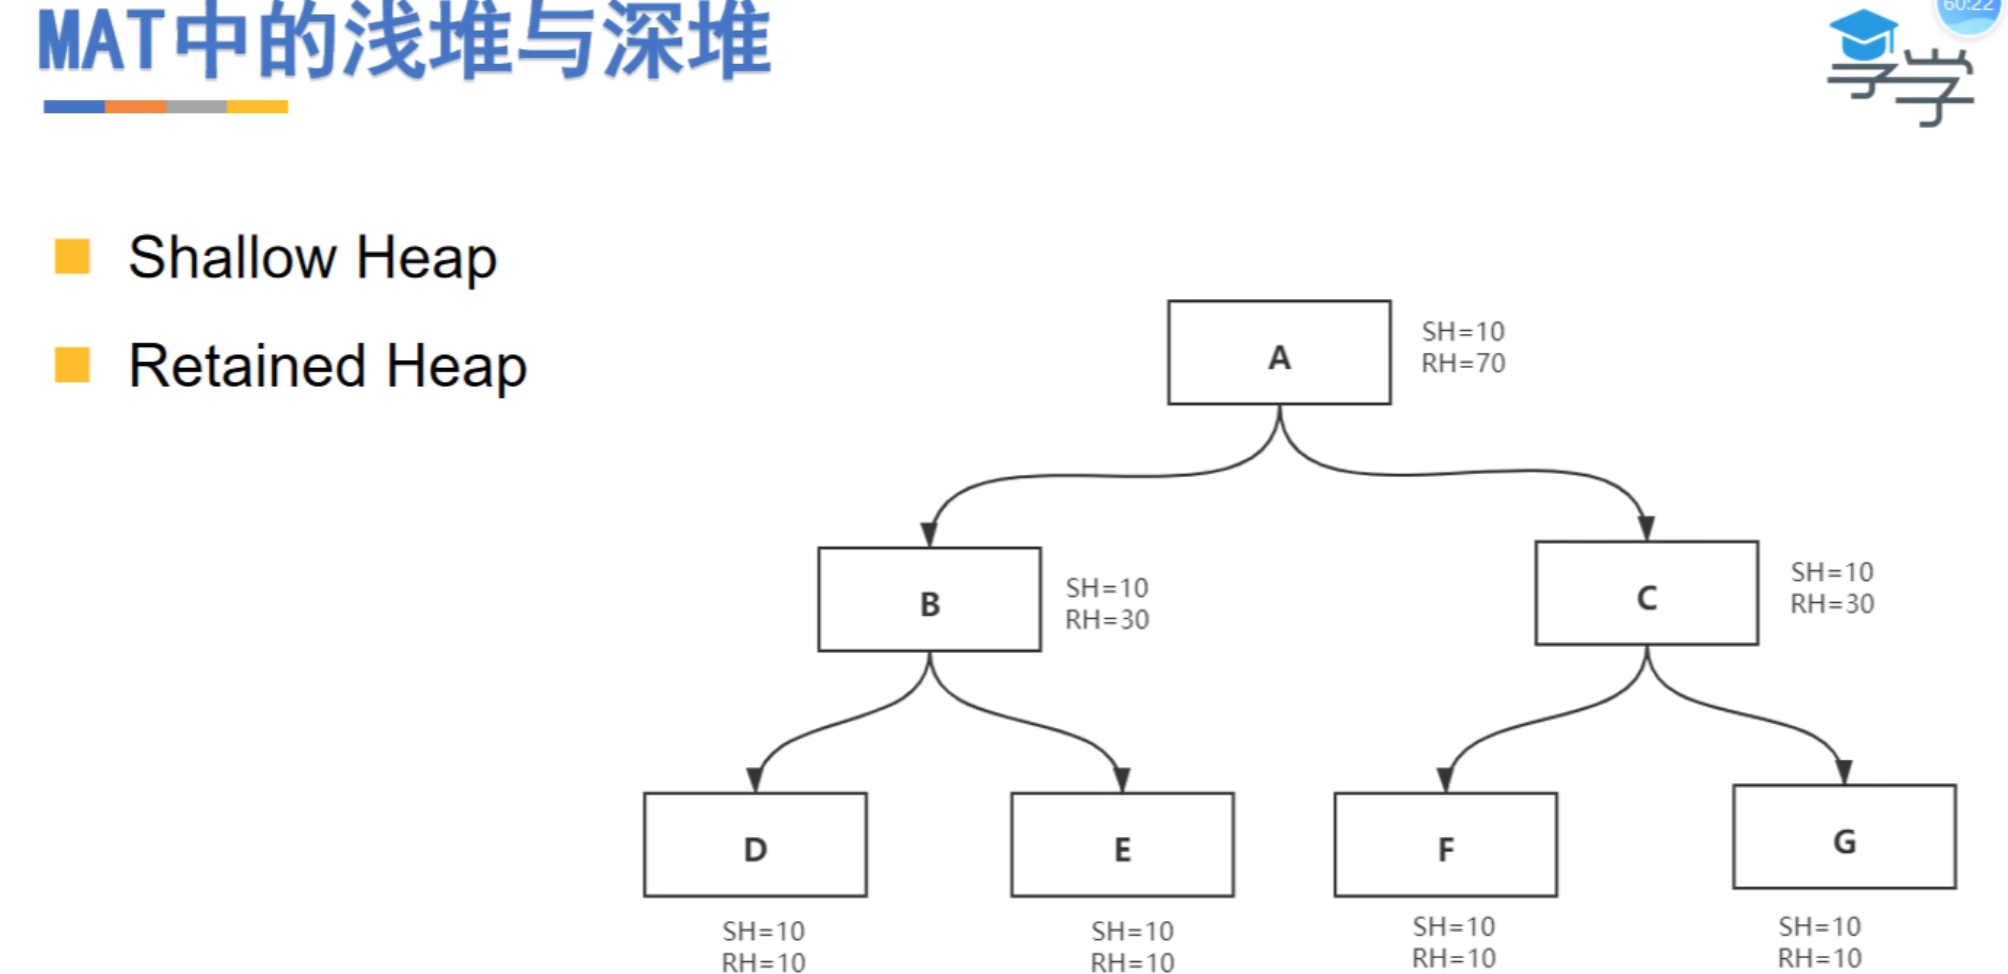 MAT中的浅堆与深堆
60:22
享学
Shallow Heap
Retained Heap
A
SH=10
RH=70
B
SH=10
RH=30
C
SH=10
RH=30
D
E
F
G
SH=10
RH=10
SH=10
RH=10
SH=10
RH=10
SH=10
RH=10